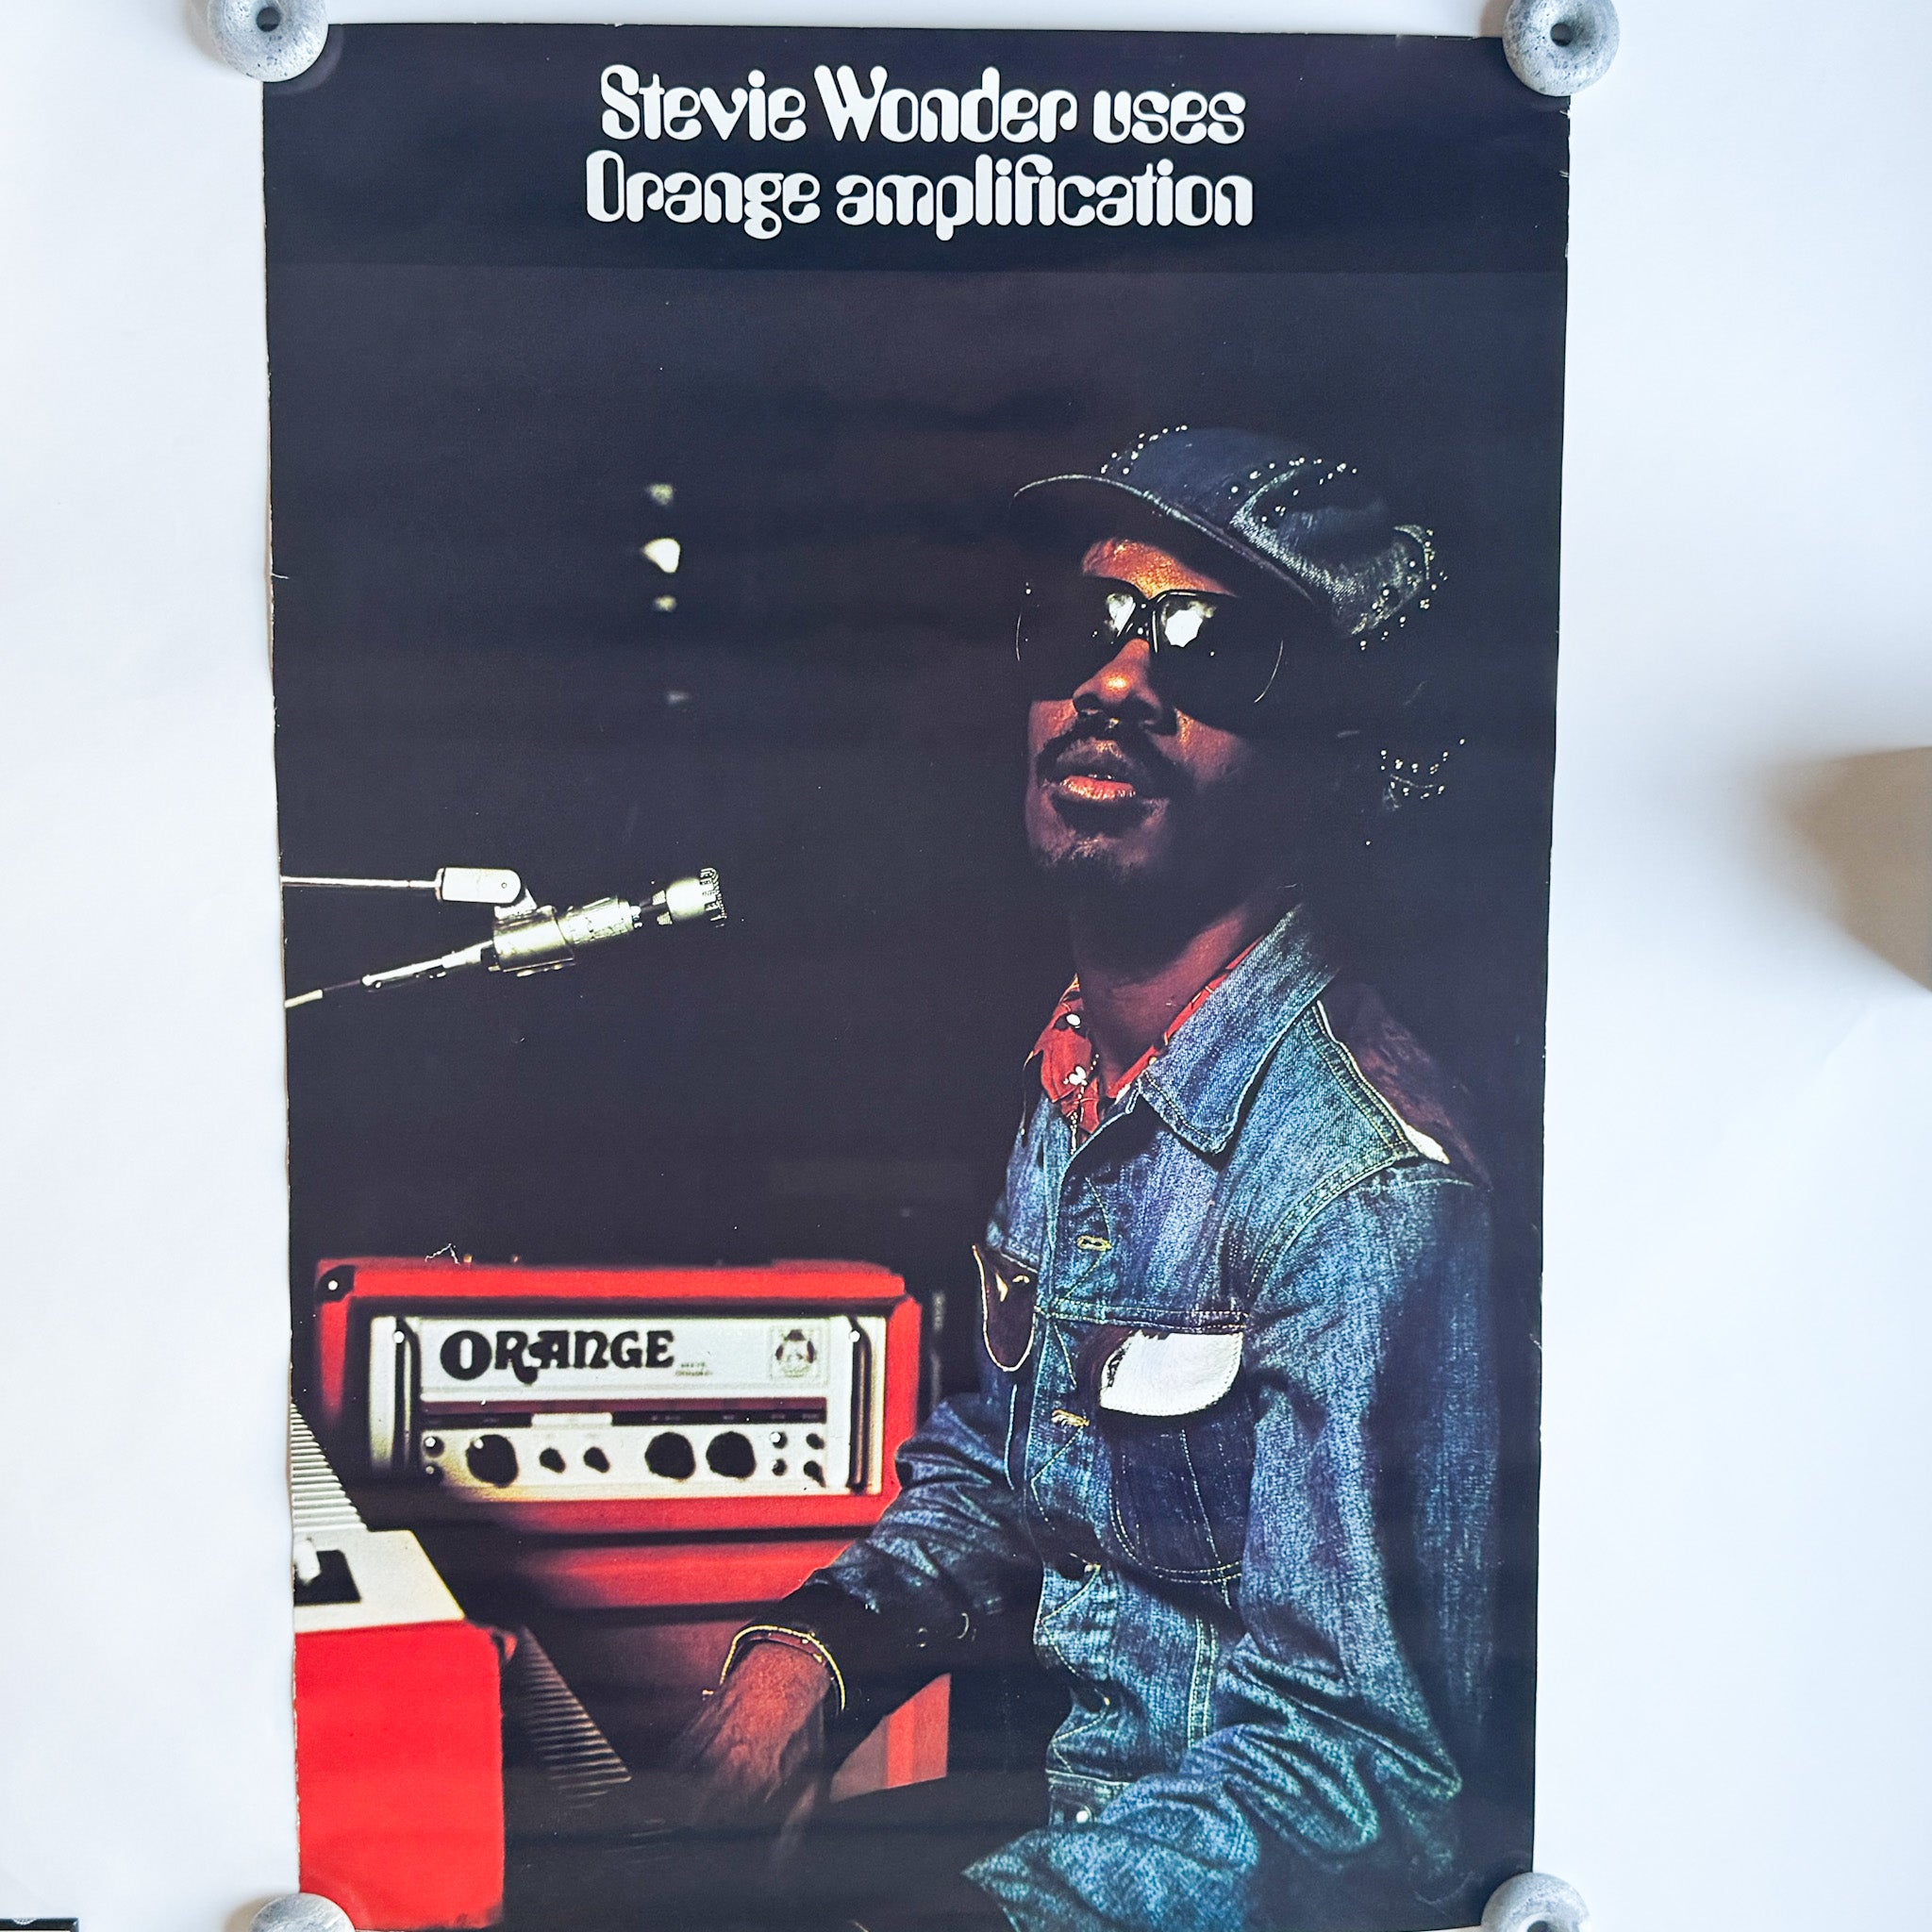 Stevie Wonder uses
Orange amplification
ORANGE